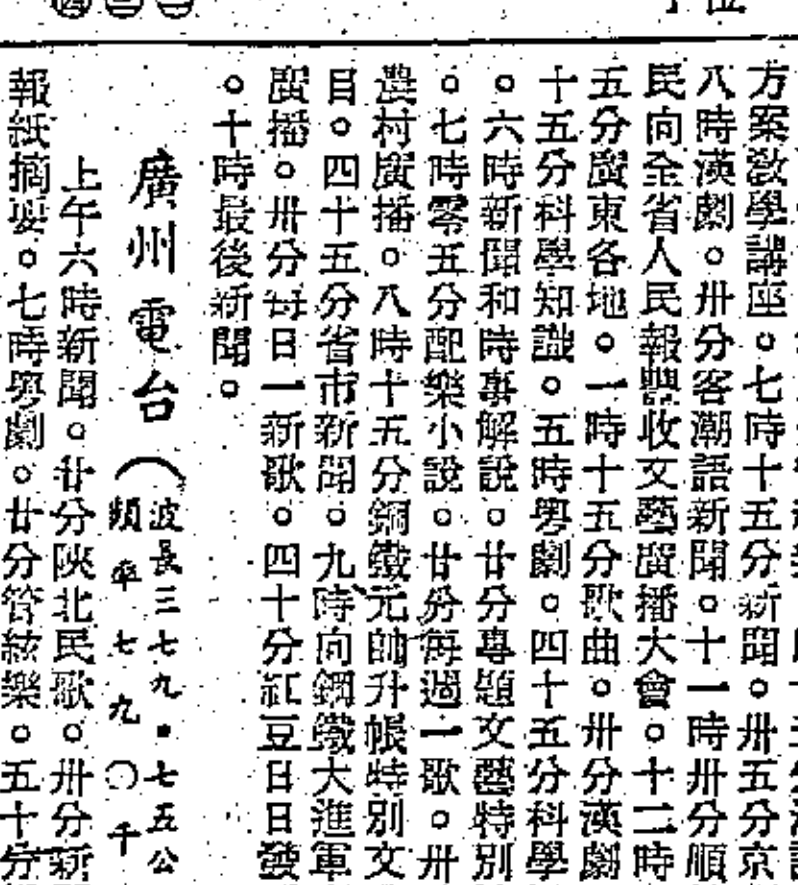 方案敎學講座。七時十五分新聞。卅五分京
八時漢劇。卅分客潮語新聞。十一時卅分順
民向全省人民報豐收文藝廣播大會。十二時
五分廣東各地。一時十五分歌曲。卅分漢劇
十五分科學知識。五時粤劇。四十五分科學
。六時新聞和時事解說。廿分專題文藝特別
。七時零五分配樂小說。廿分每週一歌。卅
農村廣播。八時十五分鋼鐵元帥升帳特別文
目。四十五分省市新聞。九時向鋼鐵大進軍
廣播。卅分每日一新歌。四十分紅豆日日發
。十時最後新聞。
廣州電台（波長三七九．七五公
頻率七九〇千
上午六時新聞。廿分陝北民歌。卅分新
報紙摘要。七時粤劇。廿分管絃樂。五十分